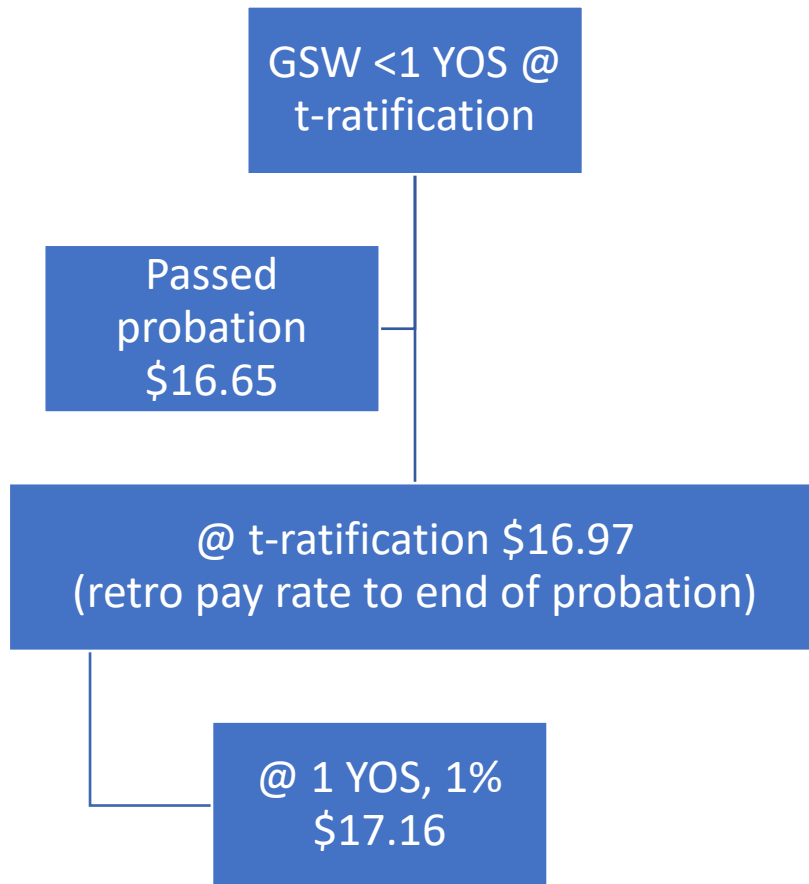 GSW <1 YOS @
t-ratification
Passed
probation
$16.65
@ t-ratification $16.97
(retro pay rate to end of probation)
@ 1 YOS, 1%
$17.16